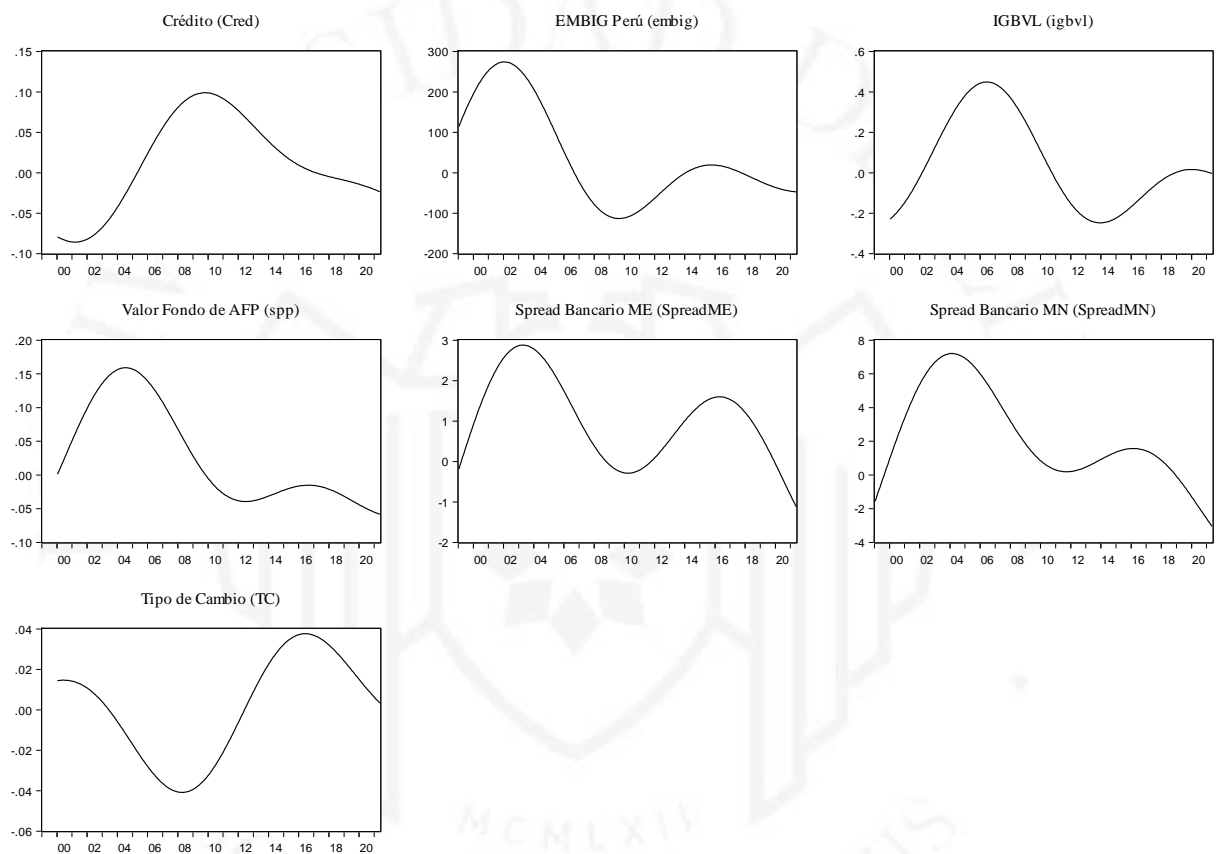 Crédito (Cred)
.15
.10
.05
.00
-.05
-.10
00 02 04 06 08 10 12 14 16 18 20
EMBIG Perú (embig)
300
200
100
0
-100
-200
00 02 04 06 08 10 12 14 16 18 20
IGBVL (igbvl)
.6
.4
.2
.0
-.2
-.4
00 02 04 06 08 10 12 14 16 18 20
Valor Fondo de AFP (spp)
.20
.15
.10
.05
.00
-.05
-.10
00 02 04 06 08 10 12 14 16 18 20
Spread Bancario ME (SpreadME)
3
2
1
0
-1
-2
00 02 04 06 08 10 12 14 16 18 20
Spread Bancario MN (SpreadMN)
8
6
4
2
0
-2
-4
00 02 04 06 08 10 12 14 16 18 20
Tipo de Cambio (TC)
.04
.02
.00
-.02
-.04
-.06
00 02 04 06 08 10 12 14 16 18 20
MCMLXII